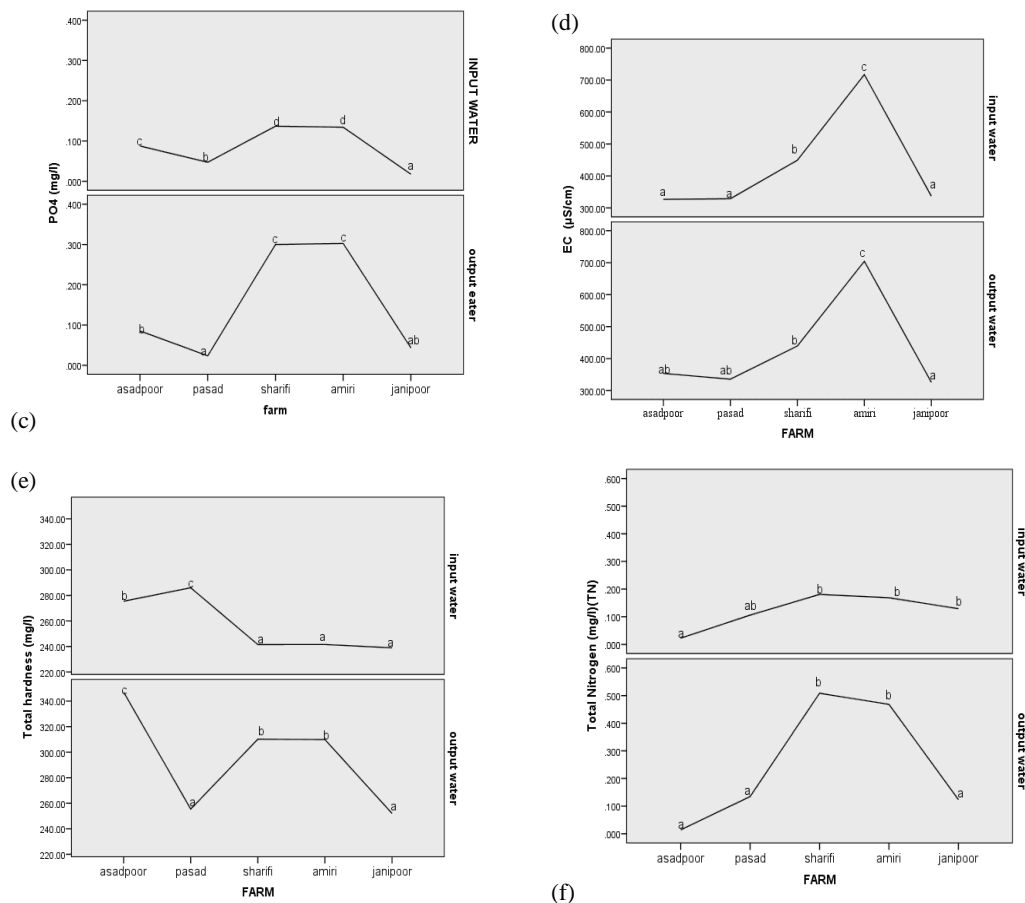 .400
.300
.200
.100
.000
PO4 (mg/l)
c
b
d
d
a
INPUT WATER
.400
.300
.200
.100
.000
b
a
c
c
ab
output eater
asadpoor pasad sharifi amiri janipoor
farm
(c)
(d)
800.00
700.00
600.00
500.00
400.00
300.00
EC (µS/cm)
a
a
b
c
a
input water
800.00
700.00
600.00
500.00
400.00
300.00
ab
ab
b
c
a
output water
asadpoor pasad sharifi amiri janipoor
FARM
(e)
340.00
320.00
300.00
280.00
260.00
240.00
220.00
Total hardness (mg/l)
b
c
a
a
a
input water
340.00
320.00
300.00
280.00
260.00
240.00
220.00
c
a
b
b
a
output water
asadpoor pasad sharifi amiri janipoor
FARM
.600
.500
.400
.300
.200
.100
.000
Total Nitrogen (mg/l)(TN)
a
ab
b
b
b
input water
.600
.500
.400
.300
.200
.100
.000
a
a
b
b
a
output water
asadpoor pasad sharifi amiri janipoor
FARM
(f)